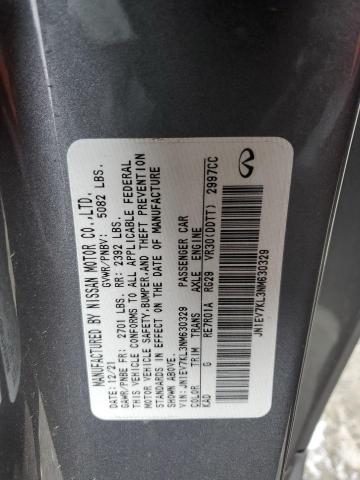 MANUFACTURED BY NISSAN MOTOR CO.,LTD.
GVWR/PNBV: 5082 LBS.
12/21
GAWR/PNBE FR: 2701 LBS. RR: 2392 LBS.
THIS VEHICLE CONFORMS TO ALL APPLICABLE FEDERAL
MOTOR VEHICLE SAFETY,BUMPER,AND THEFT PREVENTION
STANDARDS IN EFFECT ON THE DATE OF MANUFACTURE
SHOWN ABOVE.
JN1EV7KL3NM630329 PASSENGER CAR
COLOR TRIM TRANS AXLE ENGINE
KAD G RE7R01A RG29 VR30(DDTT) 2997CC
JN1EV7KL3NM630329